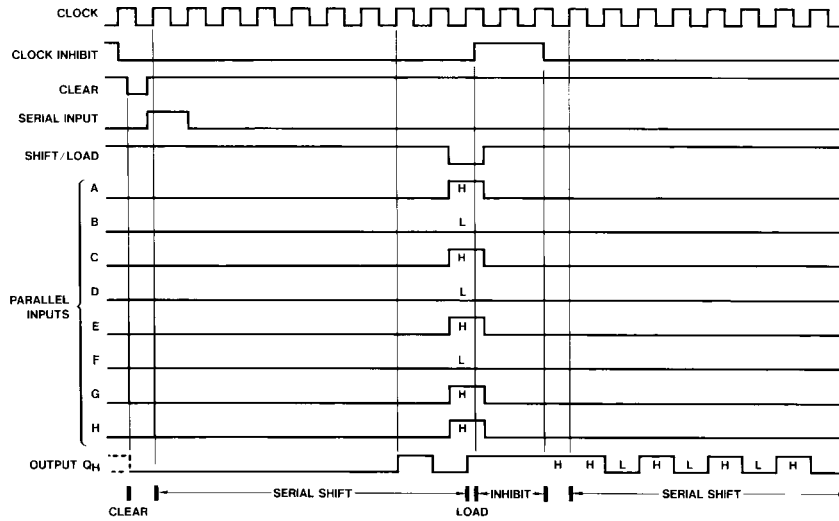 CLOCK
CLOCK INHIBIT
CLEAR
SERIAL INPUT
SHIFT/LOAD
PARALLEL
INPUTS
A H
B L
C H
D L
E H
F L
G H
H H
OUTPUT QH H H L H L H L H
SERIAL SHIFT INHIBIT SERIAL SHIFT
CLEAR LOAD